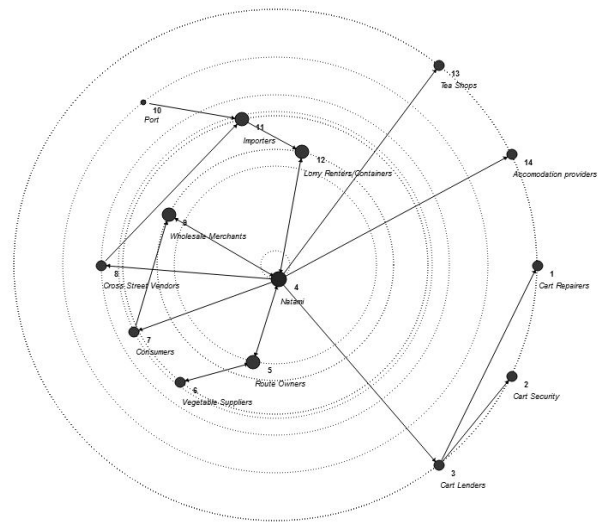 13
Tea Shops
10
Port
11
Importers
12
Lorry Renters/Containers
14
Accomodation providers
9
Wholesale Merchants
8
Cross Street Vendors
4
Natami
1
Cart Repairers
7
Consumers
5
Route Owners
6
Vegetable Suppliers
2
Cart Security
3
Cart Lenders